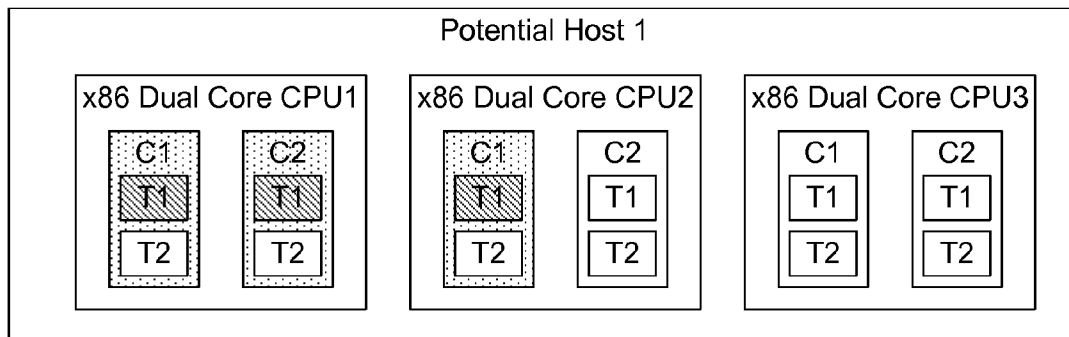 Potential Host 1
x86 Dual Core CPU1 x86 Dual Core CPU2 x86 Dual Core CPU3
C1 C2 C1 C2 C1 C2
T1 T1 T1 T1 T1 T1
T2 T2 T2 T2 T2 T2